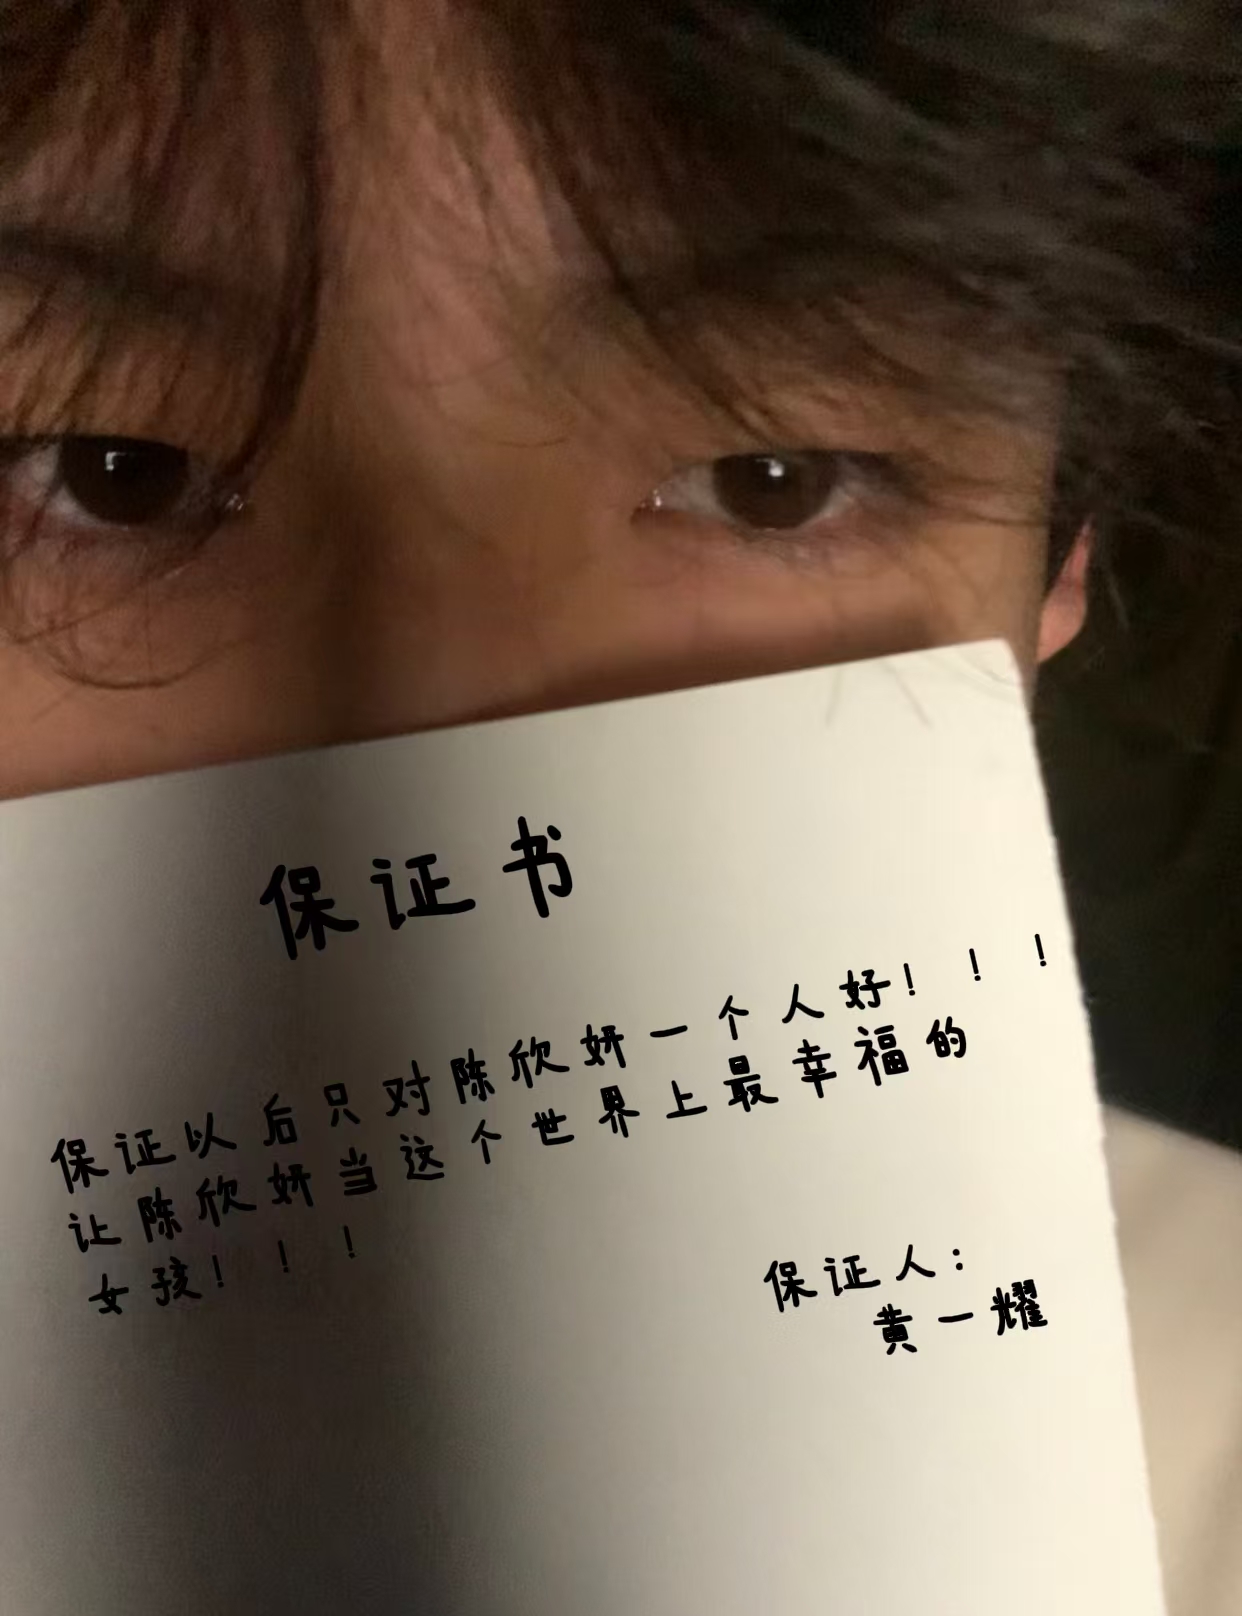 保证书
保证以后只对陈欣妍一个人好！！！
让陈欣妍当这个世界上最幸福的
女孩！！！
保证人：
黄一耀